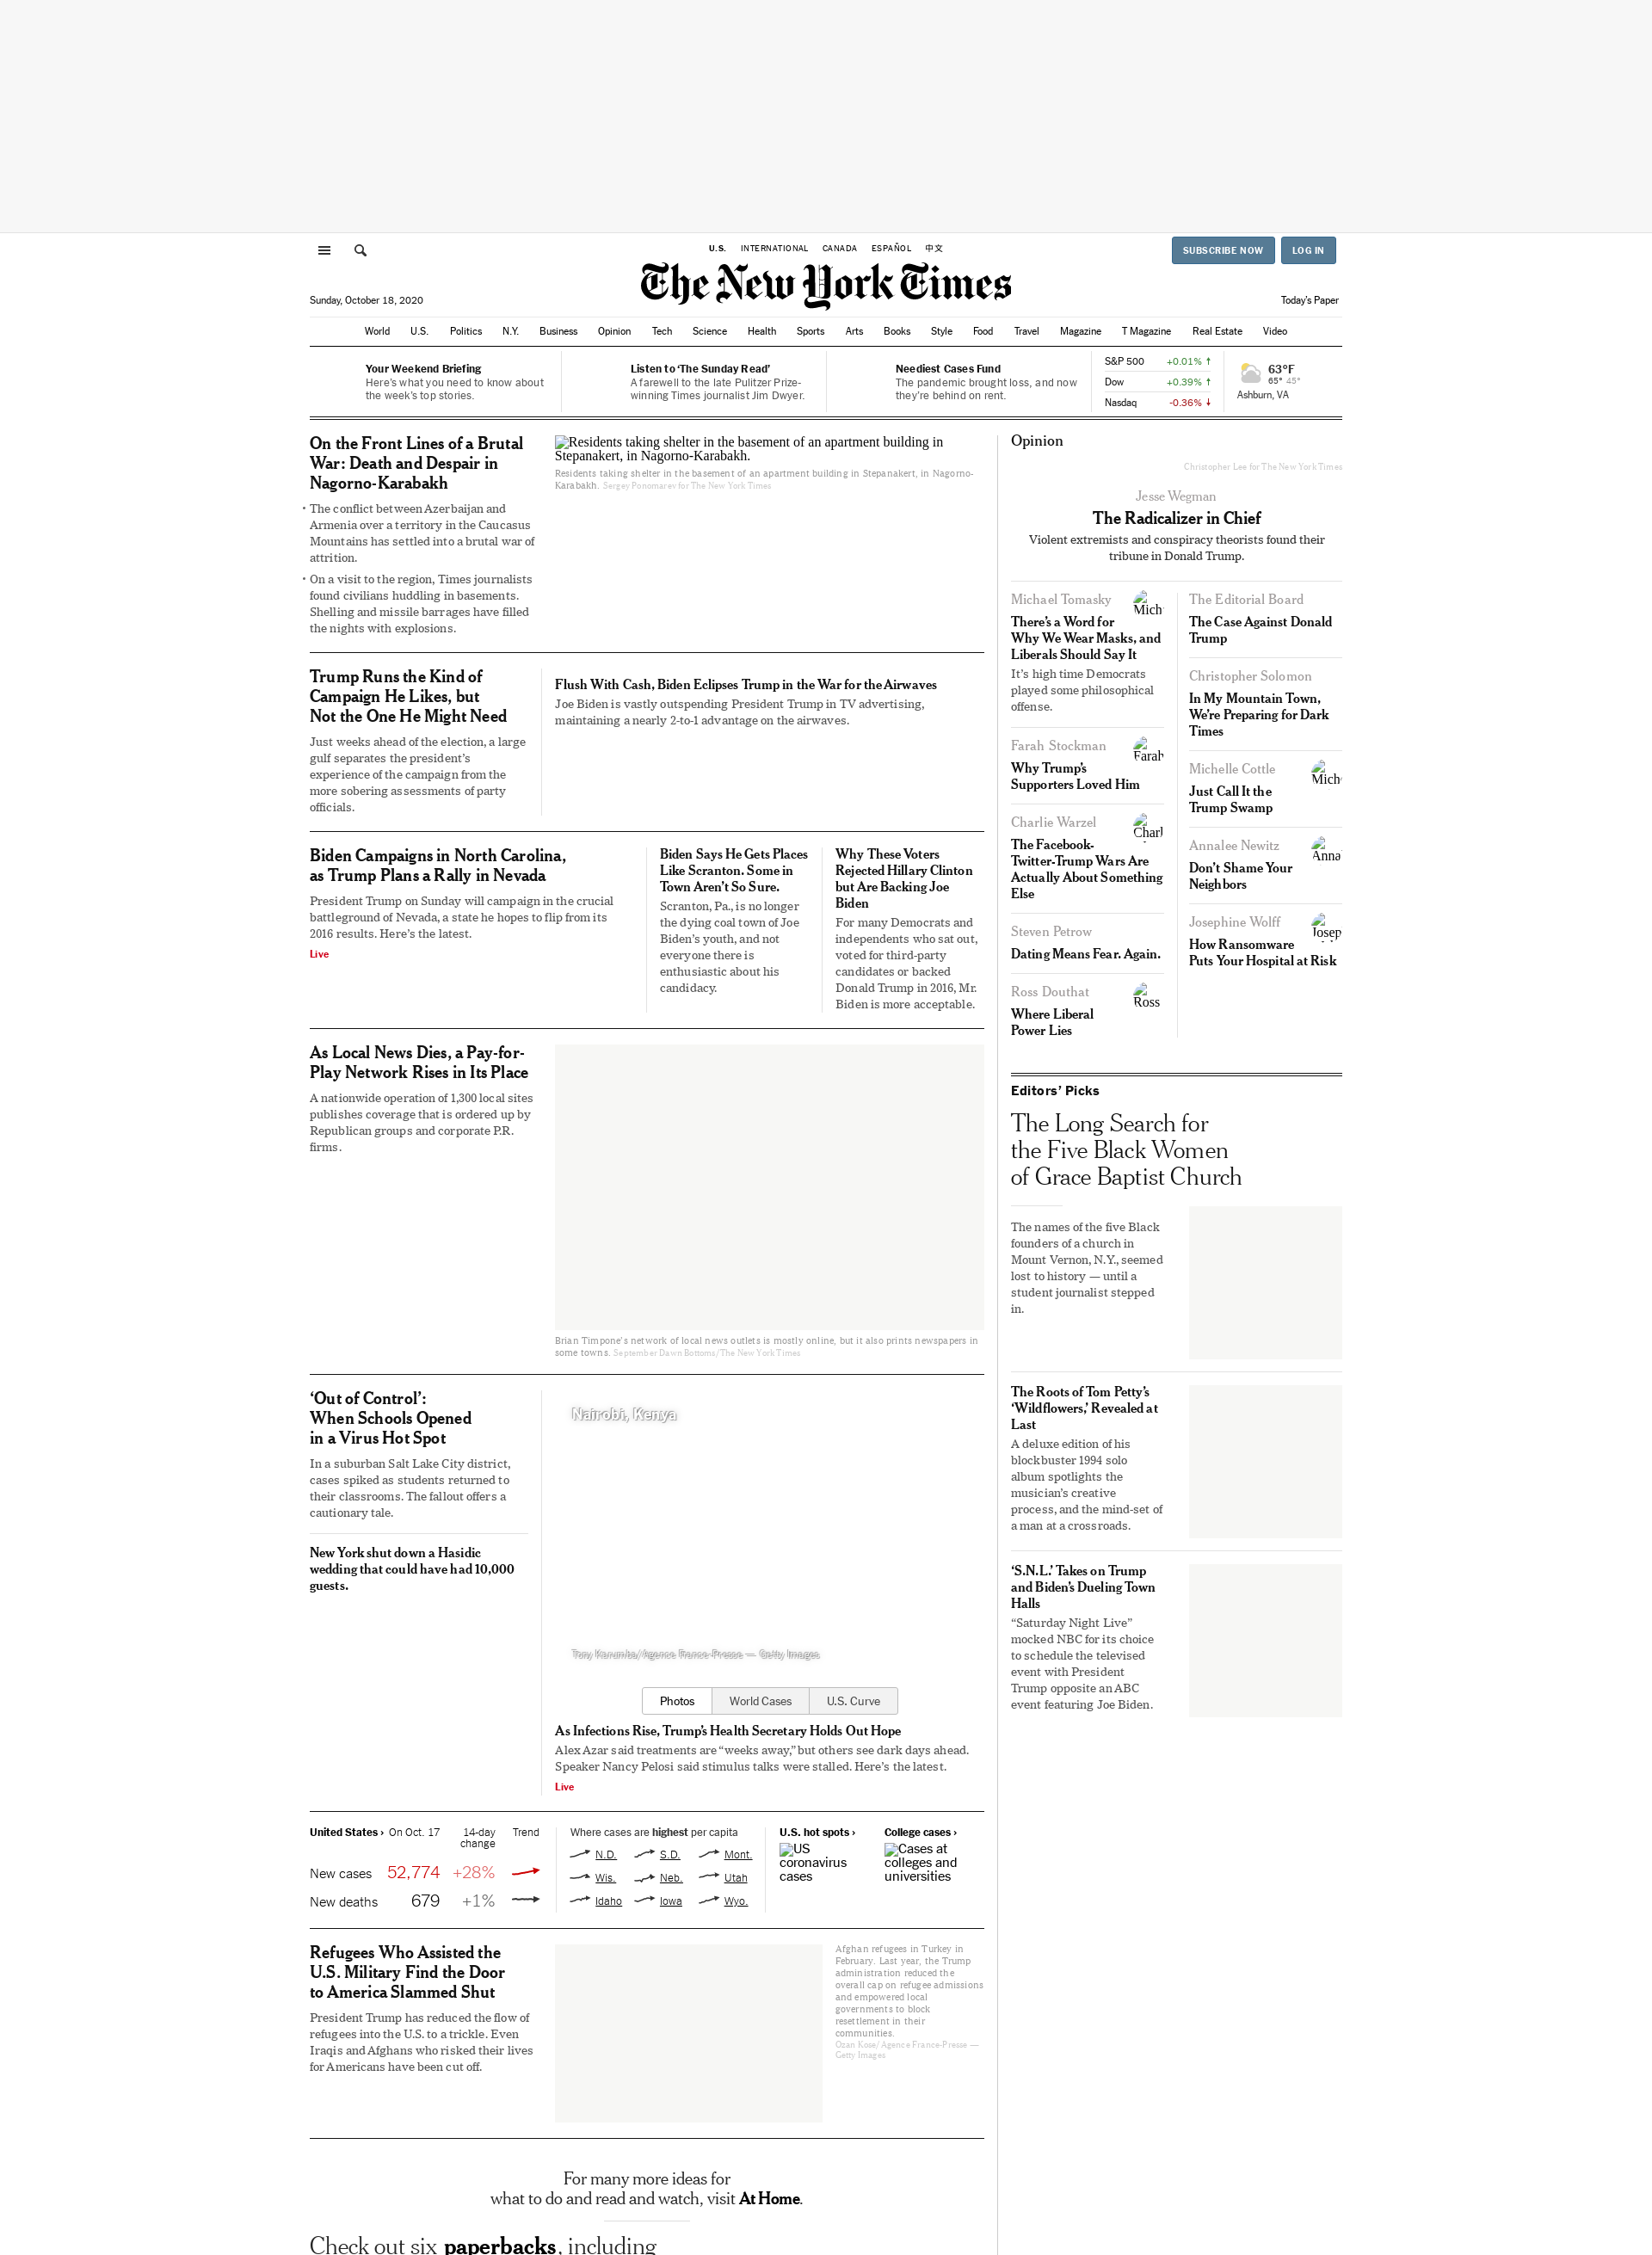 U.S. INTERNATIONAL CANADA ESPAÑOL 中文
SUBSCRIBE NOW LOG IN
The New York Times
Sunday, October 18, 2020
Today's Paper
World U.S. Politics N.Y. Business Opinion Tech Science Health Sports Arts Books Style Food Travel Magazine T Magazine Real Estate Video
Your Weekend Briefing
Here's what you need to know about
the week's top stories.
Listen to ‘The Sunday Read’
A farewell to the late Pulitzer Prize-
winning Times journalist Jim Dwyer.
Neediest Cases Fund
The pandemic brought loss, and now
they're behind on rent.
S&P 500 +0.01% ↑
Dow +0.39% ↑
Nasdaq -0.36% ↓
63°F
65° 45°
Ashburn, VA
On the Front Lines of a Brutal
War: Death and Despair in
Nagorno-Karabakh
• The conflict between Azerbaijan and
Armenia over a territory in the Caucasus
Mountains has settled into a brutal war of
attrition.
• On a visit to the region, Times journalists
found civilians huddling in basements.
Shelling and missile barrages have filled
the nights with explosions.
Residents taking shelter in the basement of an apartment building in
Stepanakert, in Nagorno-Karabakh.
Residents taking shelter in the basement of an apartment building in Stepanakert, in Nagorno-
Karabakh. Sergey Ponomarev for The New York Times
Trump Runs the Kind of
Campaign He Likes, but
Not the One He Might Need
Just weeks ahead of the election, a large
gulf separates the president’s
experience of the campaign from the
more sobering assessments of party
officials.
Flush With Cash, Biden Eclipses Trump in the War for the Airwaves
Joe Biden is vastly outspending President Trump in TV advertising,
maintaining a nearly 2-to-1 advantage on the airwaves.
Biden Campaigns in North Carolina,
as Trump Plans a Rally in Nevada
President Trump on Sunday will campaign in the crucial
battleground of Nevada, a state he hopes to flip from its
2016 results. Here’s the latest.
Live
Biden Says He Gets Places
Like Scranton. Some in
Town Aren’t So Sure.
Scranton, Pa., is no longer
the dying coal town of Joe
Biden’s youth, and not
everyone there is
enthusiastic about his
candidacy.
Why These Voters
Rejected Hillary Clinton
but Are Backing Joe
Biden
For many Democrats and
independents who sat out,
voted for third-party
candidates or backed
Donald Trump in 2016, Mr.
Biden is more acceptable.
As Local News Dies, a Pay-for-
Play Network Rises in Its Place
A nationwide operation of 1,300 local sites
publishes coverage that is ordered up by
Republican groups and corporate P.R.
firms.
Brian Timpone's network of local news outlets is mostly online, but it also prints newspapers in
some towns. September Dawn Bottoms/The New York Times
‘Out of Control’:
When Schools Opened
in a Virus Hot Spot
In a suburban Salt Lake City district,
cases spiked as students returned to
their classrooms. The fallout offers a
cautionary tale.
New York shut down a Hasidic
wedding that could have had 10,000
guests.
Nairobi, Kenya
Tony Karumba/Agence France-Presse — Getty Images
Photos World Cases U.S. Curve
As Infections Rise, Trump’s Health Secretary Holds Out Hope
Alex Azar said treatments are “weeks away,” but others see dark days ahead.
Speaker Nancy Pelosi said stimulus talks were stalled. Here’s the latest.
Live
United States › On Oct. 17 14-day
change Trend
New cases 52,774 +28%
New deaths 679 +1%
Where cases are highest per capita
N.D. S.D. Mont.
Wis. Neb. Utah
Idaho Iowa Wyo.
U.S. hot spots ›
US
coronavirus
cases
College cases ›
Cases at
colleges and
universities
Refugees Who Assisted the
U.S. Military Find the Door
to America Slammed Shut
President Trump has reduced the flow of
refugees into the U.S. to a trickle. Even
Iraqis and Afghans who risked their lives
for Americans have been cut off.
Afghan refugees in Turkey in
February. Last year, the Trump
administration reduced the
overall cap on refugee admissions
and empowered local
governments to block
resettlement in their
communities.
Ozan Kose/Agence France-Presse —
Getty Images
For many more ideas for
what to do and read and watch, visit At Home.
Check out six paperbacks, including
Opinion
Christopher Lee for The New York Times
Jesse Wegman
The Radicalizer in Chief
Violent extremists and conspiracy theorists found their
tribune in Donald Trump.
Michael Tomasky
Mich
There’s a Word for
Why We Wear Masks, and
Liberals Should Say It
It’s high time Democrats
played some philosophical
offense.
Farah Stockman
Farah
Why Trump’s
Supporters Loved Him
Charlie Warzel
Charl
The Facebook-
Twitter-Trump Wars Are
Actually About Something
Else
Steven Petrow
Dating Means Fear. Again.
Ross Douthat
Ross
Where Liberal
Power Lies
The Editorial Board
The Case Against Donald
Trump
Christopher Solomon
In My Mountain Town,
We’re Preparing for Dark
Times
Michelle Cottle
Mich
Just Call It the
Trump Swamp
Annalee Newitz
Anna
Don’t Shame Your
Neighbors
Josephine Wolff
Josep
How Ransomware
Puts Your Hospital at Risk
Editors’ Picks
The Long Search for
the Five Black Women
of Grace Baptist Church
The names of the five Black
founders of a church in
Mount Vernon, N.Y., seemed
lost to history — until a
student journalist stepped
in.
The Roots of Tom Petty’s
‘Wildflowers,’ Revealed at
Last
A deluxe edition of his
blockbuster 1994 solo
album spotlights the
musician’s creative
process, and the mind-set of
a man at a crossroads.
‘S.N.L.’ Takes on Trump
and Biden’s Dueling Town
Halls
“Saturday Night Live”
mocked NBC for its choice
to schedule the televised
event with President
Trump opposite an ABC
event featuring Joe Biden.